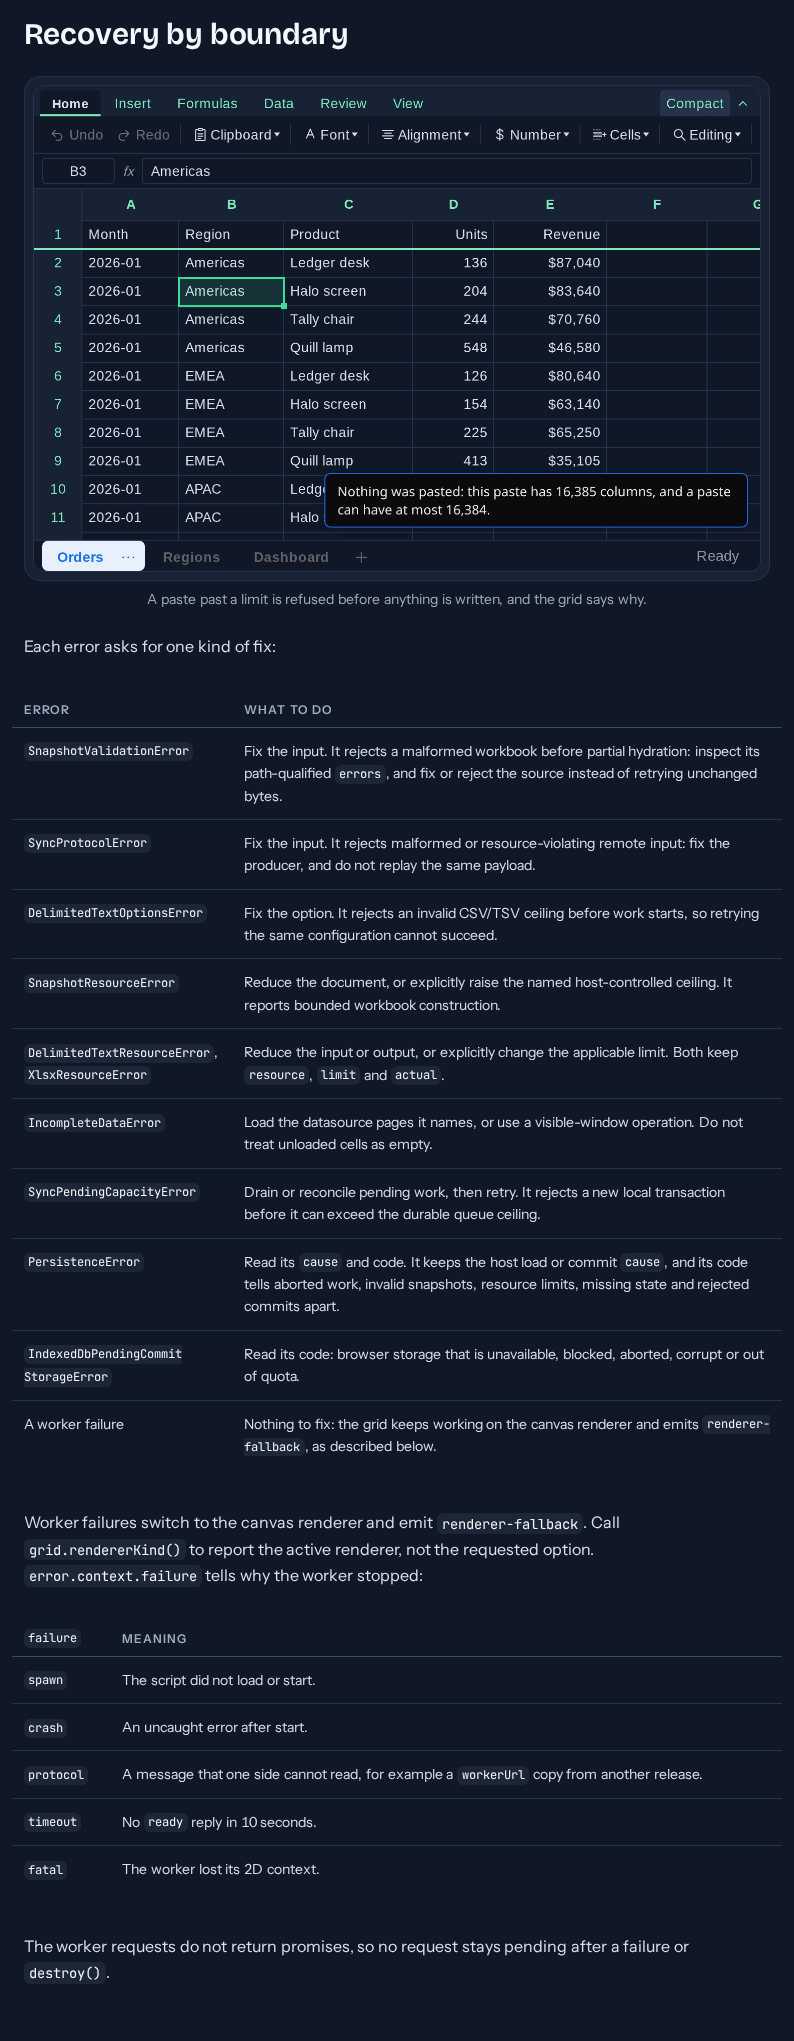 Recovery by boundary
Home Insert Formulas Data Review View Compact
Undo Redo Clipboard Font Alignment Number Cells Editing
B3 fx Americas
A B C D E F G
1 Month Region Product Units Revenue
2 2026-01 Americas Ledger desk 136 $87,040
3 2026-01 Americas Halo screen 204 $83,640
4 2026-01 Americas Tally chair 244 $70,760
5 2026-01 Americas Quill lamp 548 $46,580
6 2026-01 EMEA Ledger desk 126 $80,640
7 2026-01 EMEA Halo screen 154 $63,140
8 2026-01 EMEA Tally chair 225 $65,250
9 2026-01 EMEA Quill lamp 413 $35,105
10 2026-01 APAC
11 2026-01 APAC Halo
Nothing was pasted: this paste has 16,385 columns, and a paste
can have at most 16,384.
Orders ... Regions Dashboard + Ready
A paste past a limit is refused before anything is written, and the grid says why.
Each error asks for one kind of fix:
ERROR WHAT TO DO
SnapshotValidationError Fix the input. It rejects a malformed workbook before partial hydration: inspect its
path-qualified errors, and fix or reject the source instead of retrying unchanged
bytes.
SyncProtocolError Fix the input. It rejects malformed or resource-violating remote input: fix the
producer, and do not replay the same payload.
DelimitedTextOptionsError Fix the option. It rejects an invalid CSV/TSV ceiling before work starts, so retrying
the same configuration cannot succeed.
SnapshotResourceError Reduce the document, or explicitly raise the named host-controlled ceiling. It
reports bounded workbook construction.
DelimitedTextResourceError, Reduce the input or output, or explicitly change the applicable limit. Both keep
XlsxResourceError resource, limit and actual.
IncompleteDataError Load the datasource pages it names, or use a visible-window operation. Do not
treat unloaded cells as empty.
SyncPendingCapacityError Drain or reconcile pending work, then retry. It rejects a new local transaction
before it can exceed the durable queue ceiling.
PersistenceError Read its cause and code. It keeps the host load or commit cause, and its code
tells aborted work, invalid snapshots, resource limits, missing state and rejected
commits apart.
IndexedDbPendingCommit Read its code: browser storage that is unavailable, blocked, aborted, corrupt or out
StorageError of quota.
A worker failure Nothing to fix: the grid keeps working on the canvas renderer and emits renderer-
fallback, as described below.
Worker failures switch to the canvas renderer and emit renderer-fallback. Call
grid.rendererKind() to report the active renderer, not the requested option.
error.context.failure tells why the worker stopped:
failure MEANING
spawn The script did not load or start.
crash An uncaught error after start.
protocol A message that one side cannot read, for example a workerUrl copy from another release.
timeout No ready reply in 10 seconds.
fatal The worker lost its 2D context.
The worker requests do not return promises, so no request stays pending after a failure or
destroy().